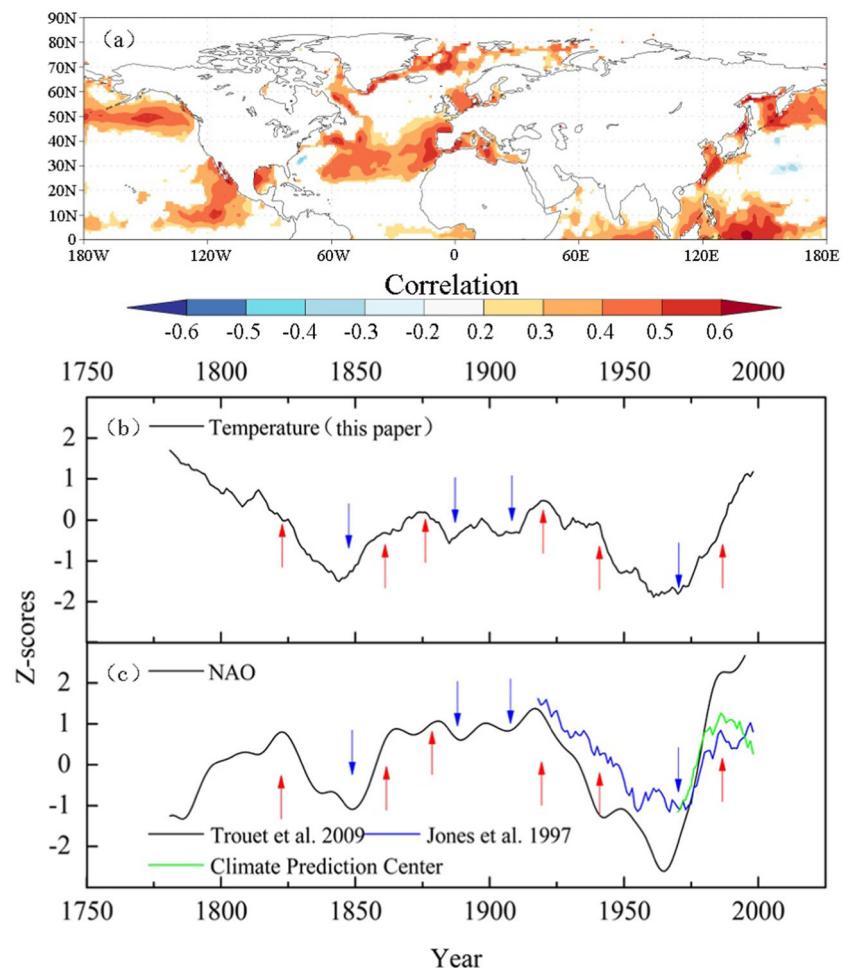 90N
(a)
80N
70N
60N
50N
40N
30N
20N
10N
0
180W 120W 60W 0 60E 120E 180E
Correlation
-0.6 -0.5 -0.4 -0.3 -0.2 0.2 0.3 0.4 0.5 0.6
1750 1800 1850 1900 1950 2000
(b) Temperature (this paper)
2
1
0
-1
-2
Z-scores
(c) NAO
2
1
0
-1
-2
Trouet et al. 2009 Jones et al. 1997
Climate Prediction Center
1750 1800 1850 1900 1950 2000
Year